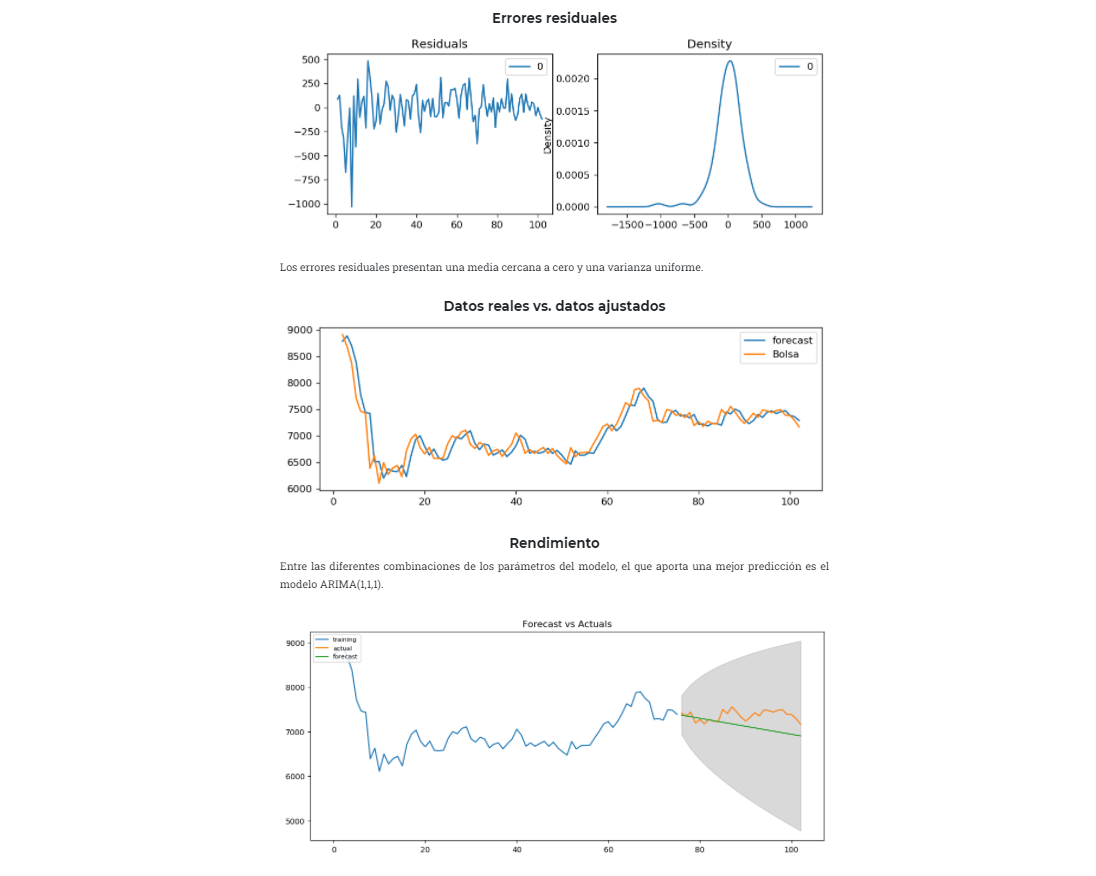 Errores residuales
Residuals
Density
0
0
500
250
0
−250
−500
−750
−1000
0 20 40 60 80 100
Density
0.0020
0.0015
0.0010
0.0005
0.0000
−1500 −1000 −500 0 500 1000
Los errores residuales presentan una media cercana a cero y una varianza uniforme.
Datos reales vs. datos ajustados
9000
8500
8000
7500
7000
6500
6000
forecast
Bolsa
0 20 40 60 80 100
Rendimiento
Entre las diferentes combinaciones de los parámetros del modelo, el que aporta una mejor predicción es el
modelo ARIMA(1,1,1).
Forecast vs Actuals
training
actual
forecast
9000
8000
7000
6000
5000
0 20 40 60 80 100